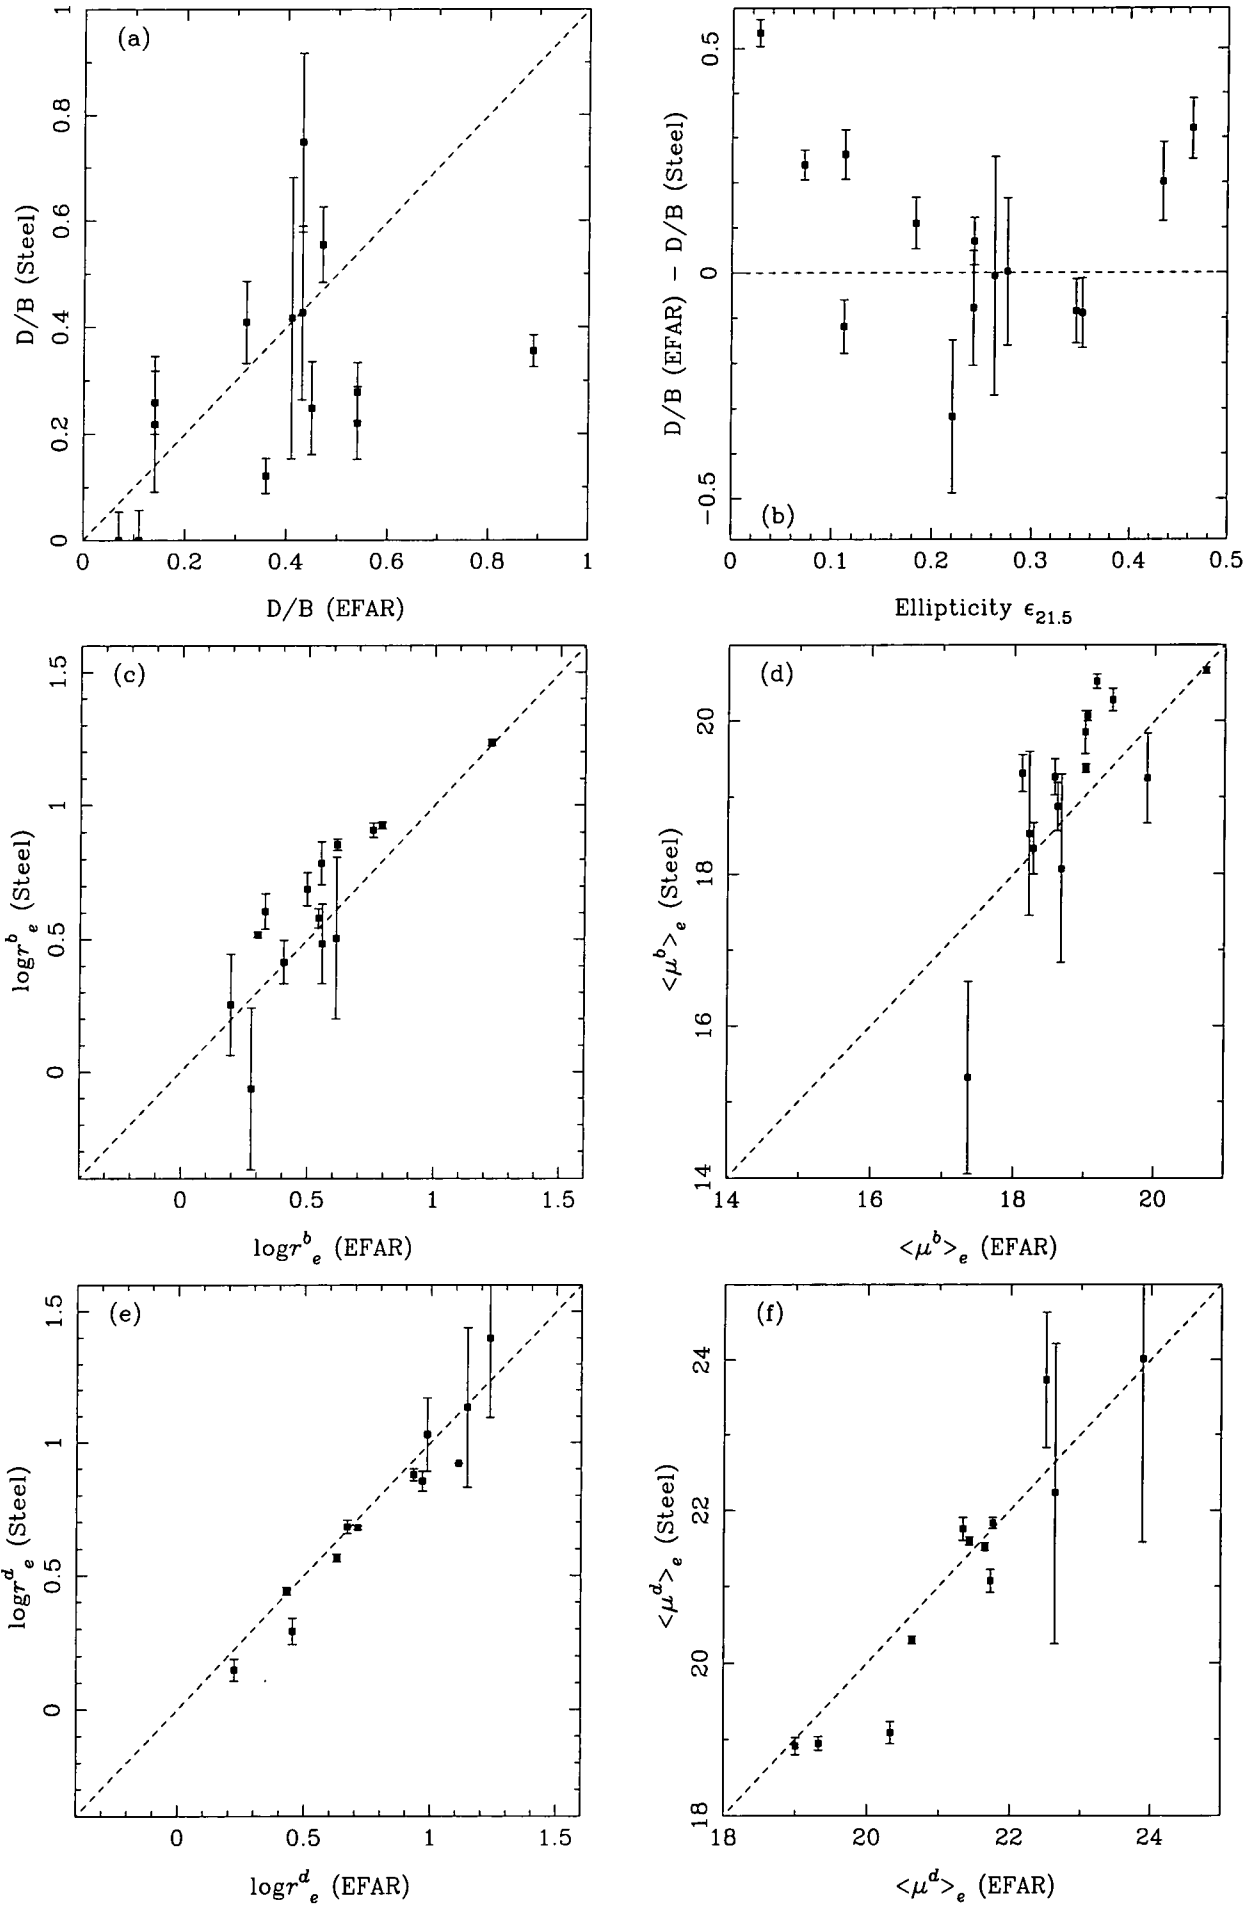 (a)
D/B (Steel)
0 0.2 0.4 0.6 0.8 1
0 0.2 0.4 0.6 0.8 1
D/B (EFAR)
(b)
D/B (EFAR) − D/B (Steel)
−0.5 0 0.5
0 0.1 0.2 0.3 0.4 0.5
Ellipticity ϵ21.5
(c)
logr^b_e (Steel)
0 0.5 1 1.5
0 0.5 1 1.5
logr^b_e (EFAR)
(d)
<μ^b>_e (Steel)
14 16 18 20
14 16 18 20
<μ^b>_e (EFAR)
(e)
logr^d_e (Steel)
0 0.5 1 1.5
0 0.5 1 1.5
logr^d_e (EFAR)
(f)
<μ^d>_e (Steel)
18 20 22 24
18 20 22 24
<μ^d>_e (EFAR)